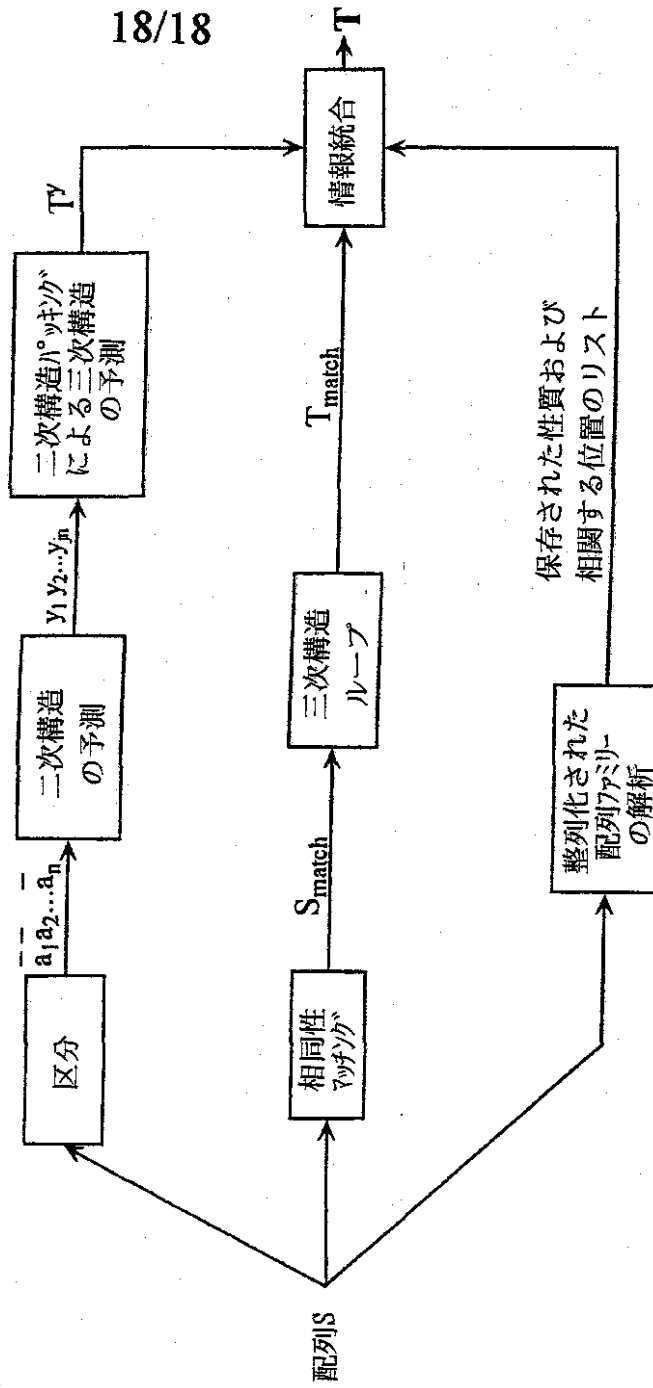 18/18
配列S
区分
a̅₁a̅₂...a̅ₙ
二次構造
の予測
y₁ y₂...yⱼₙ
二次構造パッキング
による三次構造
の予測
Tʸ
相同性
マッチング
Sₘₐₜcₕ
三次構造
ループ
Tₘₐₜcₕ
情報統合
T
整列化された
配列ファミリー
の解析
保存された性質および
相関する位置のリスト